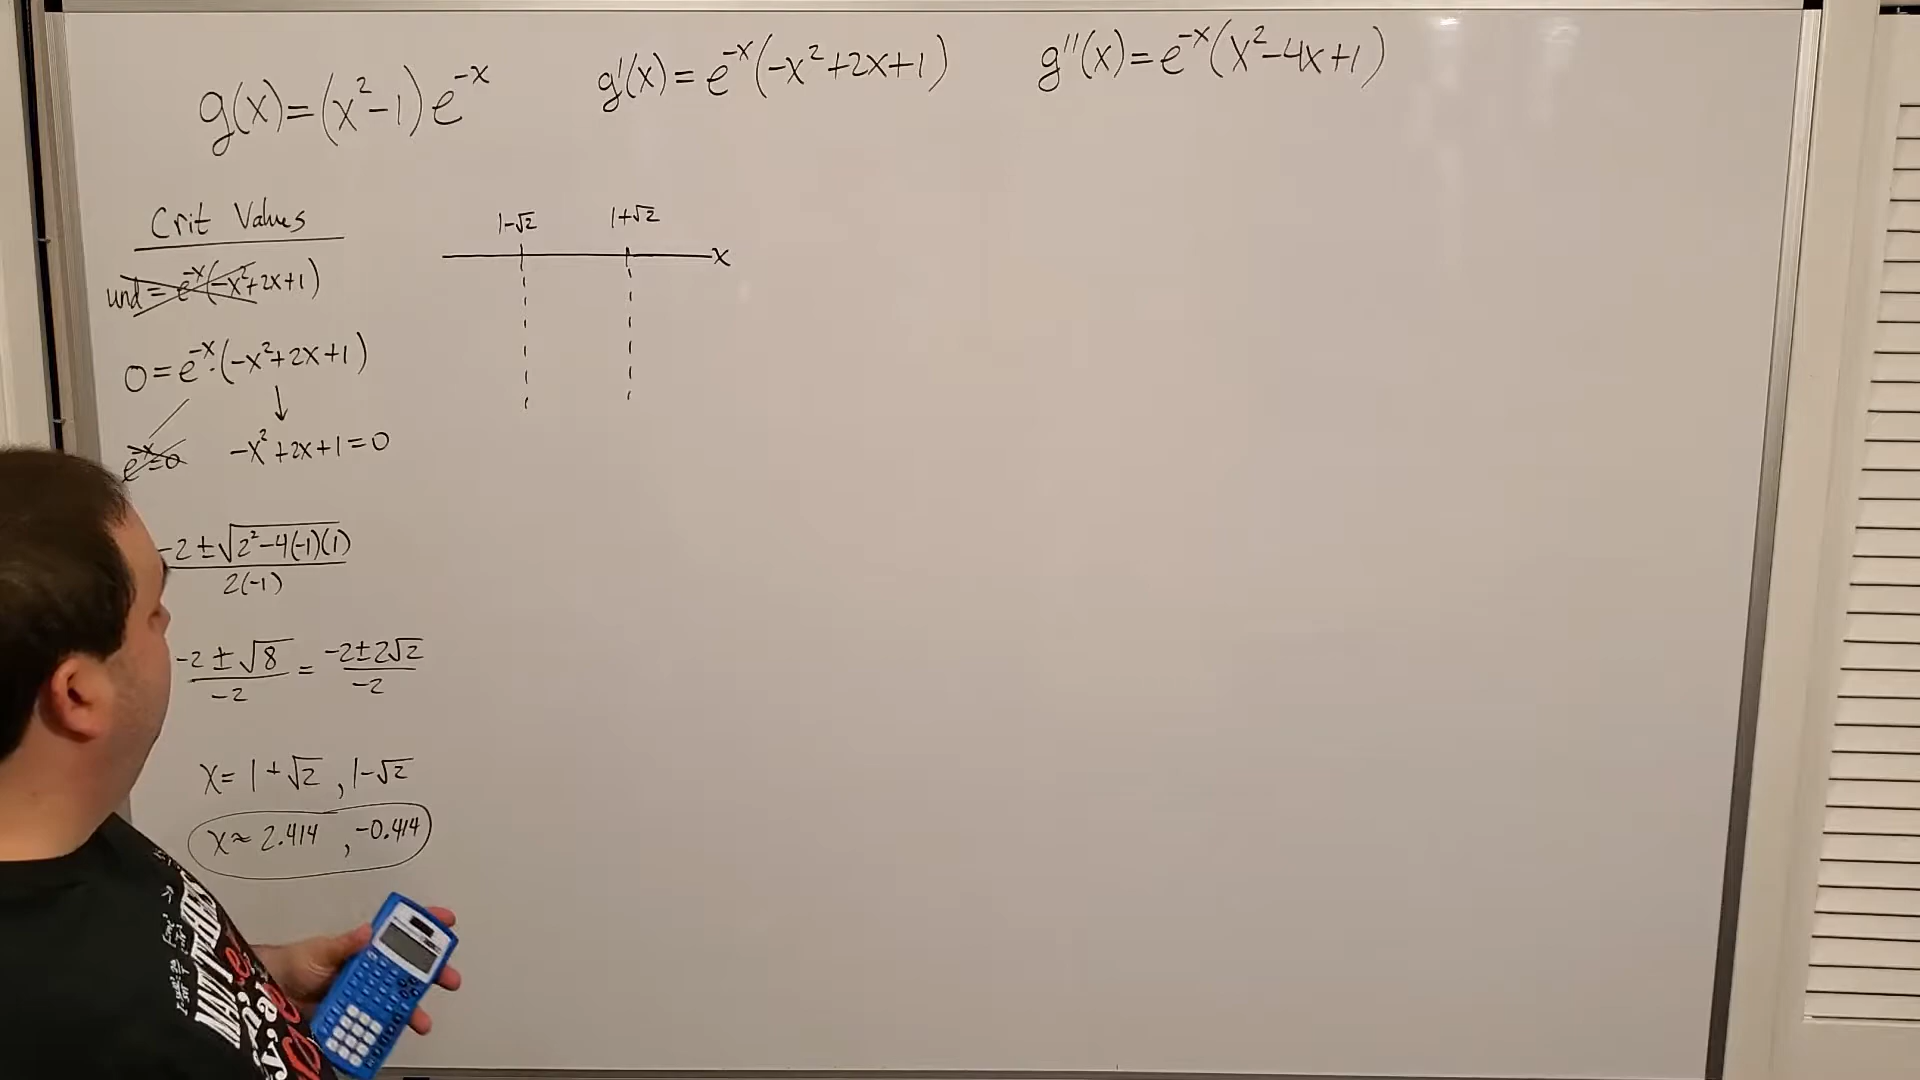 g(x)=(x²-1)e⁻ˣ
g'(x)=e⁻ˣ(-x²+2x+1)
g''(x)=e⁻ˣ(x²-4x+1)
Crit Values
und=e⁻ˣ(-x²+2x+1)
0=e⁻ˣ·(-x²+2x+1)
e⁻ˣ=0
-x²+2x+1=0
-2±√(2²-4(-1)(1))
2(-1)
-2±√8 / -2 = -2±2√2 / -2
x=1+√2, 1-√2
x≈2.414, -0.414
1-√2 1+√2
x